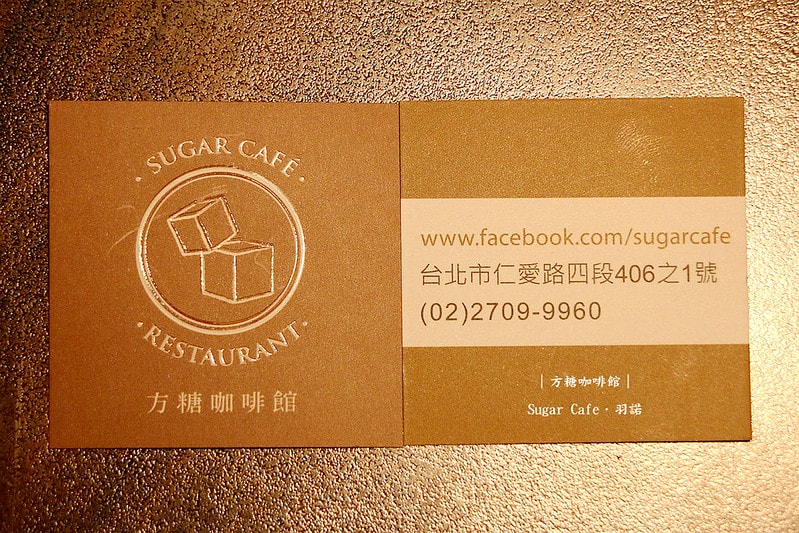 · SUGAR CAFÉ ·
· RESTAURANT ·
方糖咖啡館
www.facebook.com/sugarcafe
台北市仁愛路四段406之1號
(02)2709-9960
｜方糖咖啡館｜
Sugar Cafe · 羽諾